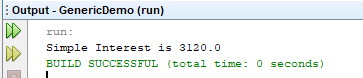 Output - GenericDemo (run)
run:
Simple Interest is 3120.0
BUILD SUCCESSFUL (total time: 0 seconds)